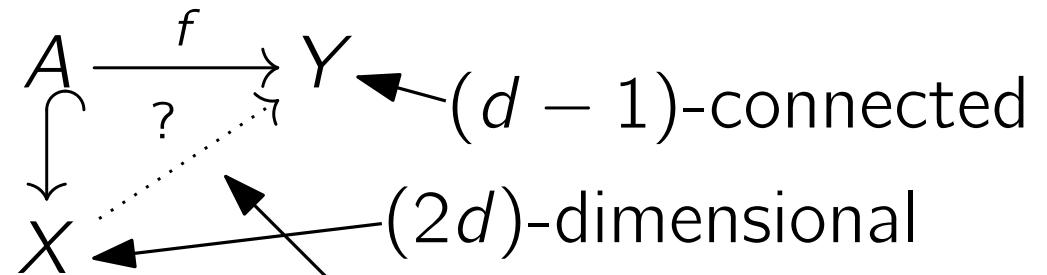 f
A Y
(d − 1)-connected
?
(2d)-dimensional
X